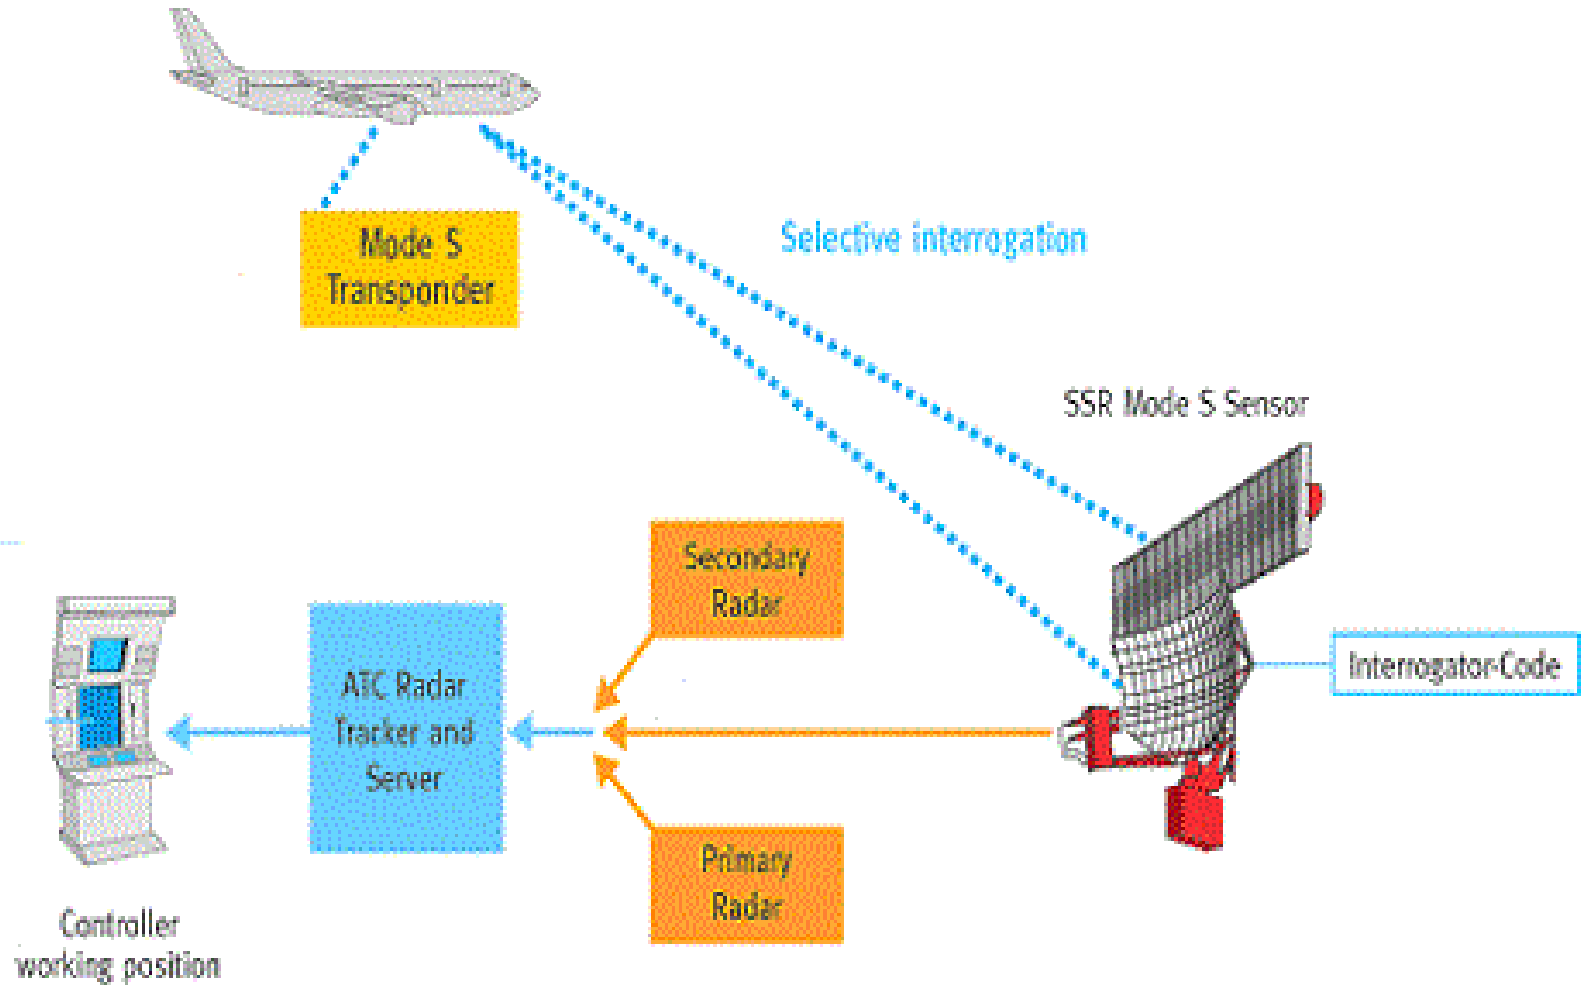 Mode S
Transponder
Selective interrogation
SSR Mode S Sensor
Secondary
Radar
Interrogator-Code
ATC Radar
Tracker and
Server
Primary
Radar
Controller
working position